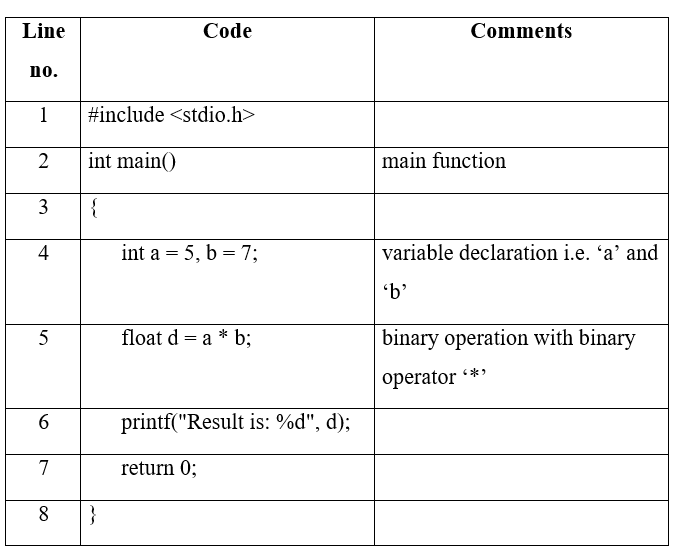 Line no. Code Comments
1 #include <stdio.h>
2 int main() main function
3 {
4 int a = 5, b = 7; variable declaration i.e. ‘a’ and ‘b’
5 float d = a * b; binary operation with binary operator ‘*’
6 printf("Result is: %d", d);
7 return 0;
8 }